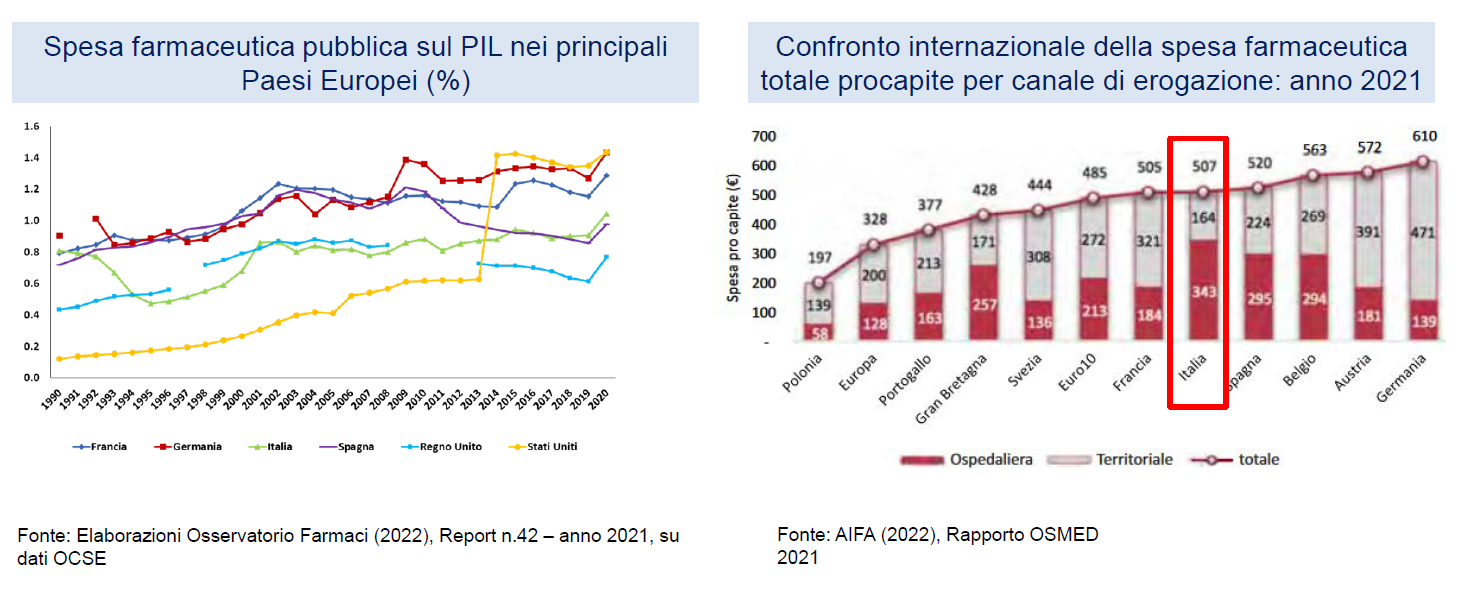 Spesa farmaceutica pubblica sul PIL nei principali
Paesi Europei (%)
1.6
1.4
1.2
1.0
0.8
0.6
0.4
0.2
0.0
1990
1991
1992
1993
1994
1995
1996
1997
1998
1999
2000
2001
2002
2003
2004
2005
2006
2007
2008
2009
2010
2011
2012
2013
2014
2015
2016
2017
2018
2019
2020
Francia
Germania
Italia
Spagna
Regno Unito
Stati Uniti
Fonte: Elaborazioni Osservatorio Farmaci (2022), Report n.42 – anno 2021, su
dati OCSE
Confronto internazionale della spesa farmaceutica
totale procapite per canale di erogazione: anno 2021
Spesa pro capite (€)
700
600
500
400
300
200
100
-
197
328
377
428
444
485
505
507
520
563
572
610
139
200
213
171
308
272
321
164
224
269
391
471
58
128
163
257
136
213
184
343
295
294
181
139
Polonia
Europa
Portogallo
Gran Bretagna
Svezia
Euro10
Francia
Italia
Spagna
Belgio
Austria
Germania
Ospedaliera
Territoriale
totale
Fonte: AIFA (2022), Rapporto OSMED
2021